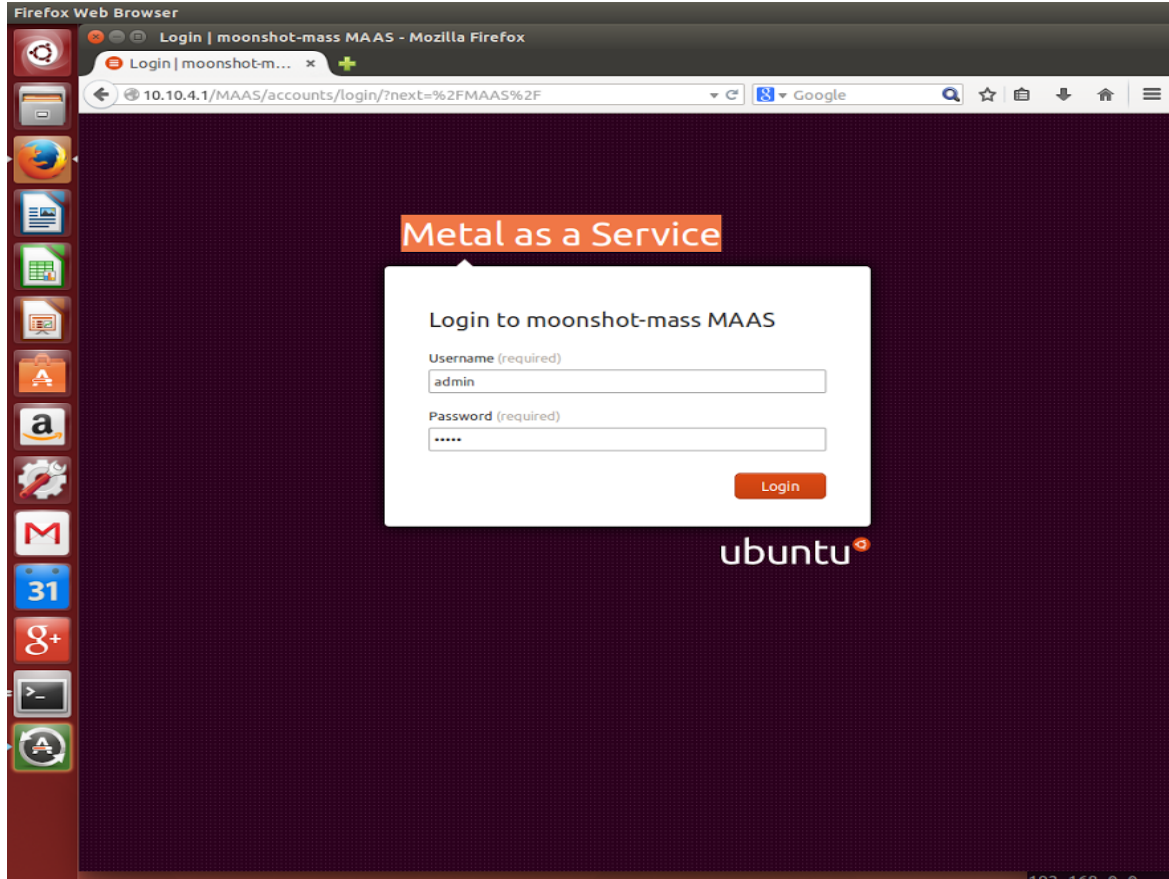 Firefox Web Browser
Login | moonshot-mass MAAS - Mozilla Firefox
Login | moonshot-m...
10.10.4.1/MAAS/accounts/login/?next=%2FMAAS%2F
Google
Metal as a Service
Login to moonshot-mass MAAS
Username (required)
admin
Password (required)
•••••
Login
ubuntu
a
31
g+
>_